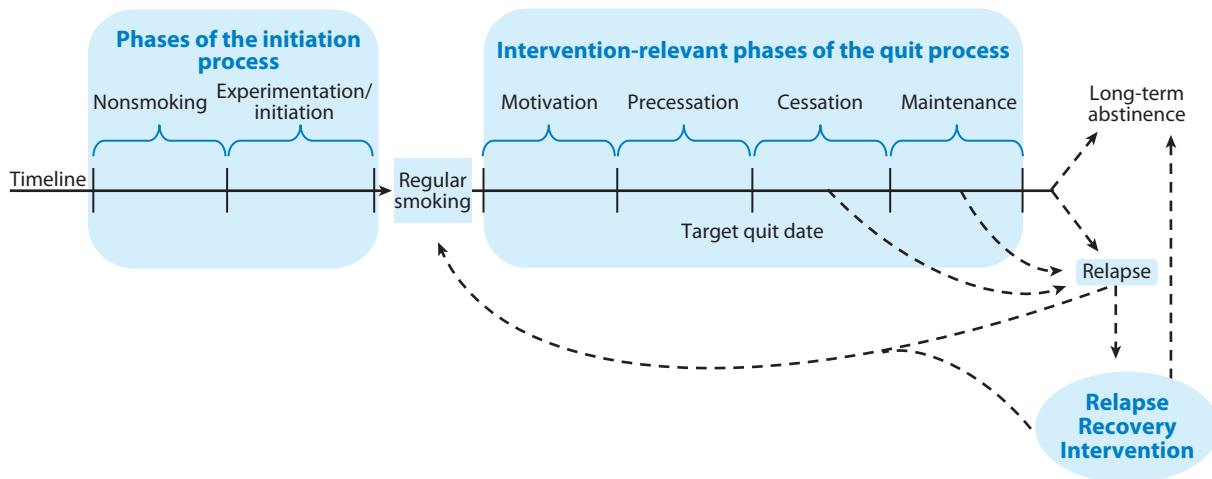 Phases of the initiation
process
Intervention-relevant phases of the quit process
Nonsmoking
Experimentation/
initiation
Motivation
Precessation
Cessation
Maintenance
Long-term
abstinence
Timeline
Regular
smoking
Target quit date
Relapse
Relapse
Recovery
Intervention